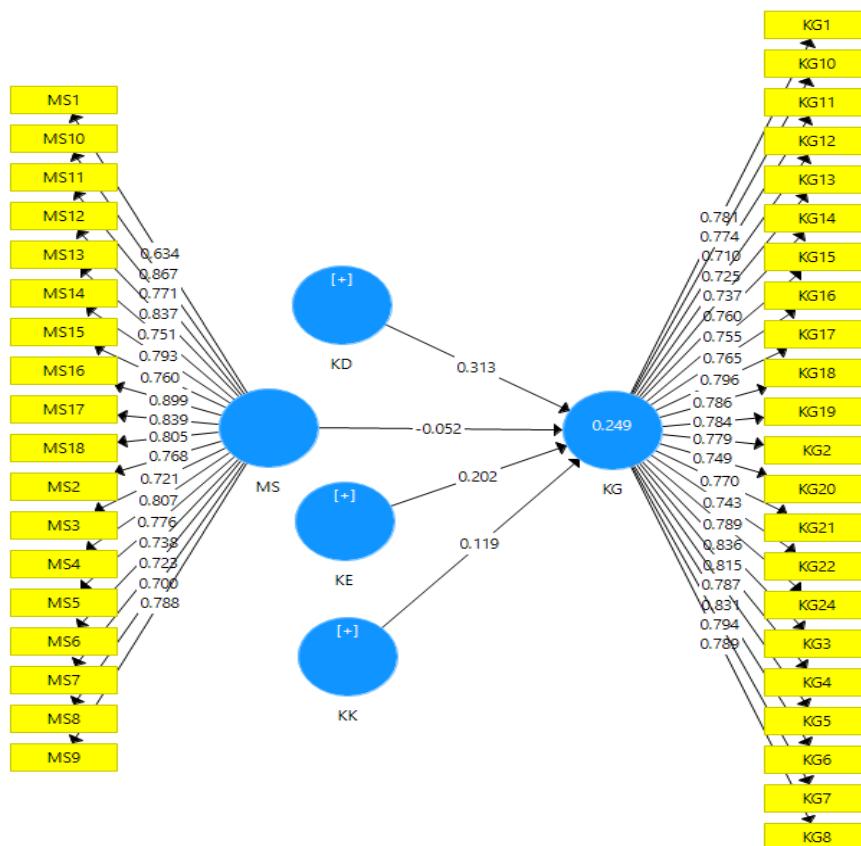 MS1
MS10
MS11
MS12
MS13
MS14
MS15
MS16
MS17
MS18
MS2
MS3
MS4
MS5
MS6
MS7
MS8
MS9
0.634
0.867
0.771
0.837
0.751
0.793
0.760
0.899
0.839
0.805
0.768
0.721
0.807
0.776
0.738
0.723
0.700
0.788
MS
[+]
KD
[+]
KE
[+]
KK
0.313
-0.052
0.202
0.119
0.249
KG
0.781
0.774
0.710
0.725
0.737
0.760
0.755
0.765
0.796
0.786
0.784
0.779
0.749
0.770
0.743
0.789
0.836
0.815
0.787
0.831
0.794
0.789
KG1
KG10
KG11
KG12
KG13
KG14
KG15
KG16
KG17
KG18
KG19
KG2
KG20
KG21
KG22
KG24
KG3
KG4
KG5
KG6
KG7
KG8